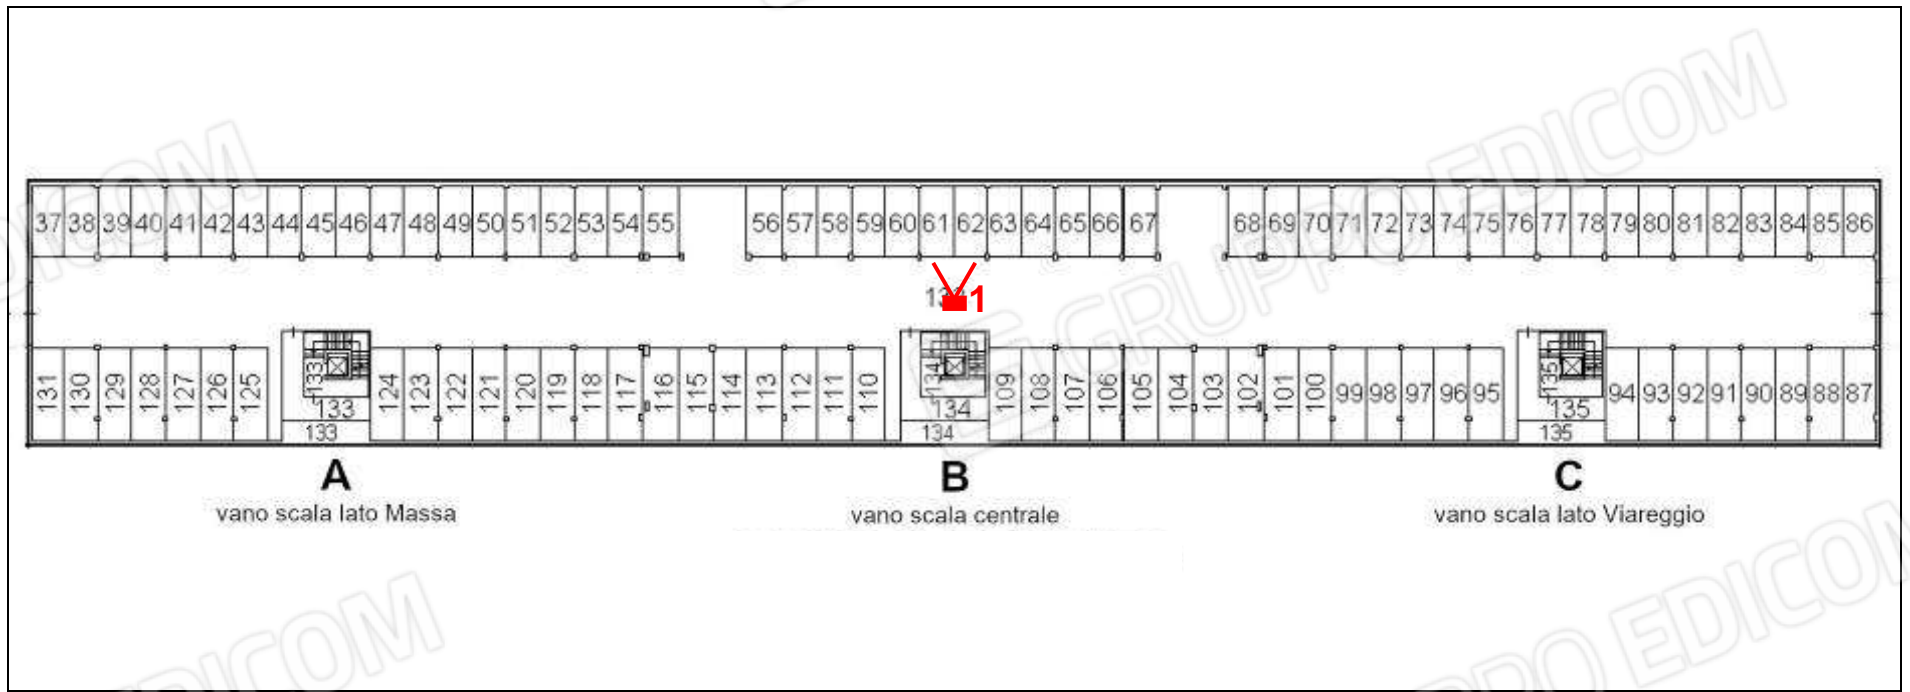 37 38 39 40 41 42 43 44 45 46 47 48 49 50 51 52 53 54 55 56 57 58 59 60 61 62 63 64 65 66 67 68 69 70 71 72 73 74 75 76 77 78 79 80 81 82 83 84 85 86
1
131 130 129 128 127 126 125 133 124 123 122 121 120 119 118 117 116 115 114 113 112 111 110 134 109 108 107 106 105 104 103 102 101 100 99 98 97 96 95 135 94 93 92 91 90 89 88 87
133 134 135
133 134 135
A B C
vano scala lato Massa vano scala centrale vano scala lato Viareggio
GRUPPO EDICOM
EDICOM
EDICOM
GRUPPO EDICOM